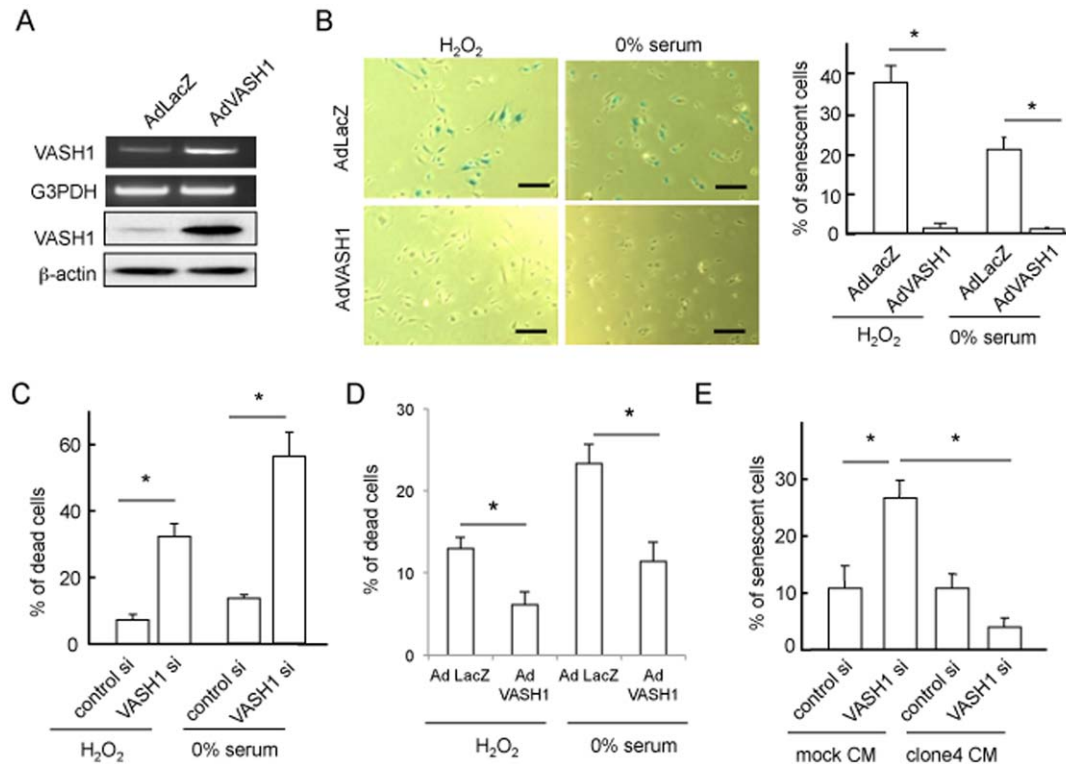 A
AdLacZ
AdVASH1
VASH1
G3PDH
VASH1
β-actin
B
H₂O₂
0% serum
AdLacZ
AdVASH1
% of senescent cells
40
30
20
10
0
*
*
AdLacZ
AdVASH1
AdLacZ
AdVASH1
H₂O₂
0% serum
C
% of dead cells
60
40
20
0
*
*
control si
VASH1 si
control si
VASH1 si
H₂O₂
0% serum
D
% of dead cells
30
20
10
0
*
*
Ad LacZ
Ad VASH1
Ad LacZ
Ad VASH1
H₂O₂
0% serum
E
% of senescent cells
30
20
10
0
*
*
control si
VASH1 si
control si
VASH1 si
mock CM
clone4 CM